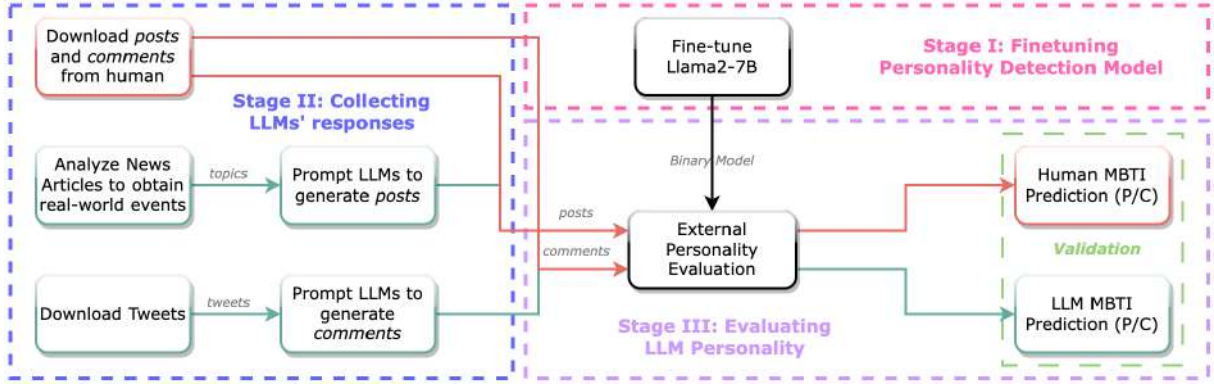 Download posts
and comments
from human
Stage II: Collecting
LLMs' responses
Analyze News
Articles to obtain
real-world events
topics
Prompt LLMs to
generate posts
Download Tweets
tweets
Prompt LLMs to
generate
comments
Fine-tune
Llama2-7B
Stage I: Finetuning
Personality Detection Model
Binary Model
posts
comments
External
Personality
Evaluation
Stage III: Evaluating
LLM Personality
Human MBTI
Prediction (P/C)
Validation
LLM MBTI
Prediction (P/C)